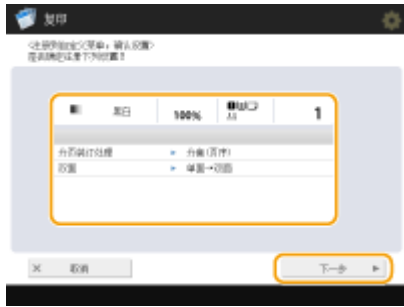 复印
<注册到自定义菜单: 确认设置>
是否确定注册下列设置?
黑白 100% 1
分页装订处理 ▶ 分套(页序)
双面 ▶ 单面→双面
× 取消 下一步 ▶